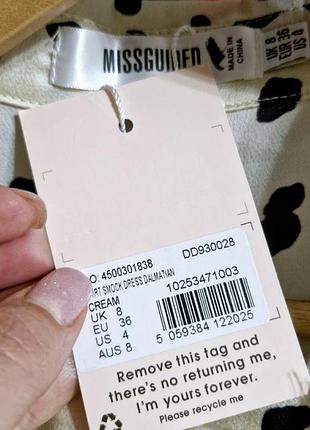 MISSGUIDED
MADE IN
CHINA
UK 8
EUR 36
US 4
O: 4500301838
DD930028
SMOCK DRESS DALMATIAN
CREAM
10253471003
UK 8
EU 36
US 4
AUS 8
5 059384 122025
Remove this tag and
there's no returning me,
I'm yours forever.
Please recycle me